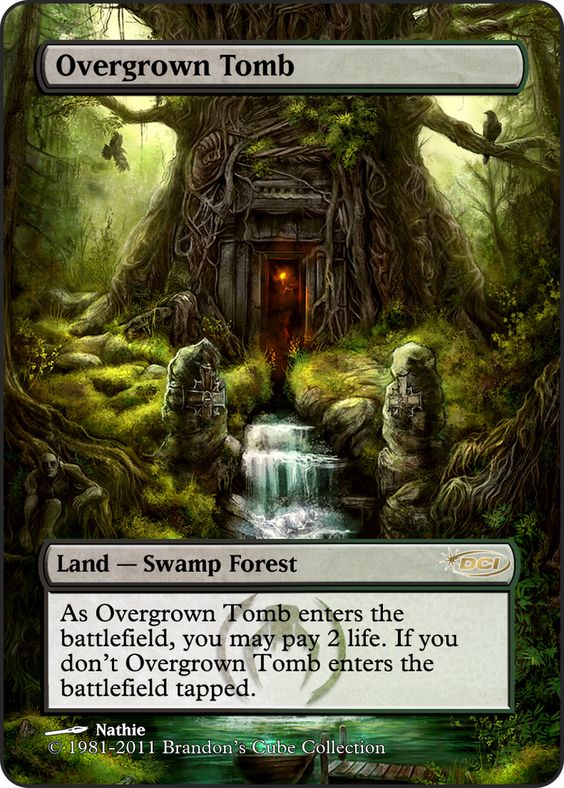 Overgrown Tomb
Land — Swamp Forest
DCI
As Overgrown Tomb enters the
battlefield, you may pay 2 life. If you
don't Overgrown Tomb enters the
battlefield tapped.
Nathie
© 1981-2011 Brandon's Cube Collection